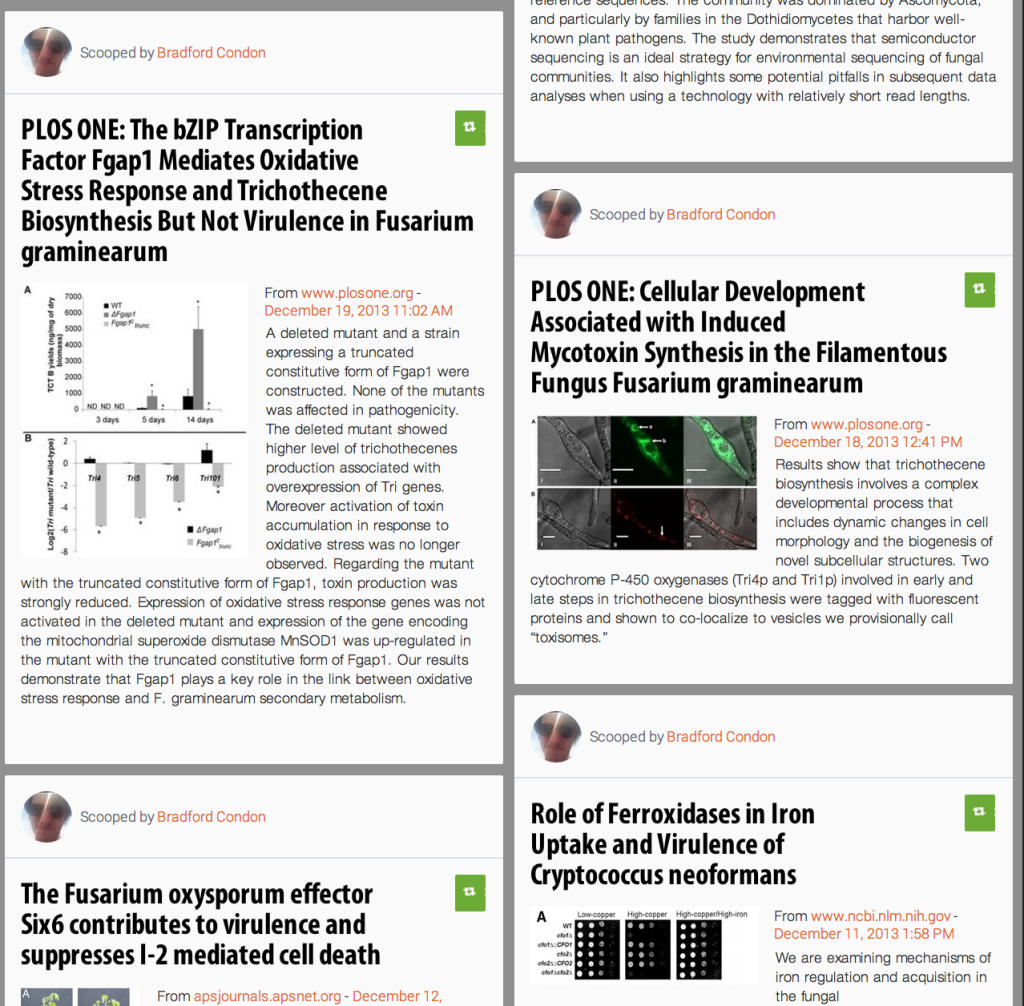 Scooped by Bradford Condon
PLOS ONE: The bZIP Transcription
Factor Fgap1 Mediates Oxidative
Stress Response and Trichothecene
Biosynthesis But Not Virulence in Fusarium
graminearum
A
TCT B yields (ng/mg of dry
biomass)
7000
6000
5000
4000
3000
2000
1000
0
WT
ΔFgap1
Fgap1c trunc
ND ND ND
3 days 5 days 14 days
B
Log2(Tri mutant/Tri wild-type)
2
0
-2
-4
-6
-8
Tri4 Tri5 Tri6 Tri101
ΔFgap1
Fgap1c trunc
From www.plosone.org -
December 19, 2013 11:02 AM
A deleted mutant and a strain
expressing a truncated
constitutive form of Fgap1 were
constructed. None of the mutants
was affected in pathogenicity.
The deleted mutant showed
higher level of trichothecenes
production associated with
overexpression of Tri genes.
Moreover activation of toxin
accumulation in response to
oxidative stress was no longer
observed. Regarding the mutant
with the truncated constitutive form of Fgap1, toxin production was
strongly reduced. Expression of oxidative stress response genes was not
activated in the deleted mutant and expression of the gene encoding
the mitochondrial superoxide dismutase MnSOD1 was up-regulated in
the mutant with the truncated constitutive form of Fgap1. Our results
demonstrate that Fgap1 plays a key role in the link between oxidative
stress response and F. graminearum secondary metabolism.
Scooped by Bradford Condon
The Fusarium oxysporum effector
Six6 contributes to virulence and
suppresses I-2 mediated cell death
A
From apsjournals.apsnet.org - December 12,
reference sequences. The community was dominated by Ascomycota,
and particularly by families in the Dothidiomycetes that harbor well-
known plant pathogens. The study demonstrates that semiconductor
sequencing is an ideal strategy for environmental sequencing of fungal
communities. It also highlights some potential pitfalls in subsequent data
analyses when using a technology with relatively short read lengths.
Scooped by Bradford Condon
PLOS ONE: Cellular Development
Associated with Induced
Mycotoxin Synthesis in the Filamentous
Fungus Fusarium graminearum
A
a
b
I II III
B
I II III
From www.plosone.org -
December 18, 2013 12:41 PM
Results show that trichothecene
biosynthesis involves a complex
developmental process that
includes dynamic changes in cell
morphology and the biogenesis of
novel subcellular structures. Two
cytochrome P-450 oxygenases (Tri4p and Tri1p) involved in early and
late steps in trichothecene biosynthesis were tagged with fluorescent
proteins and shown to co-localize to vesicles we provisionally call
“toxisomes.”
Scooped by Bradford Condon
Role of Ferroxidases in Iron
Uptake and Virulence of
Cryptococcus neoformans
A
Low-copper High-copper High-copper/High-iron
WT
cfo1Δ
cfo1Δ::CFO1
cfo2Δ
cfo2Δ::CFO2
cfo1Δcfo2Δ
From www.ncbi.nlm.nih.gov -
December 11, 2013 1:58 PM
We are examining mechanisms of
iron regulation and acquisition in
the fungal